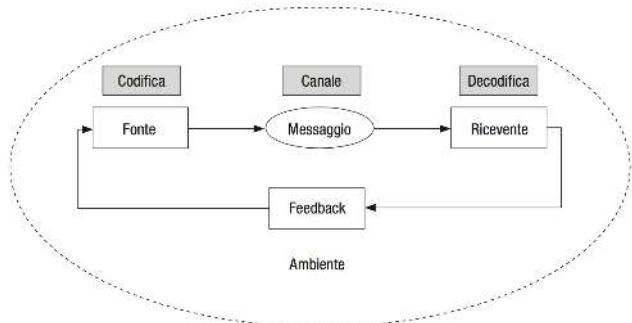 Codifica
Canale
Decodifica
Fonte
Messaggio
Ricevente
Feedback
Ambiente